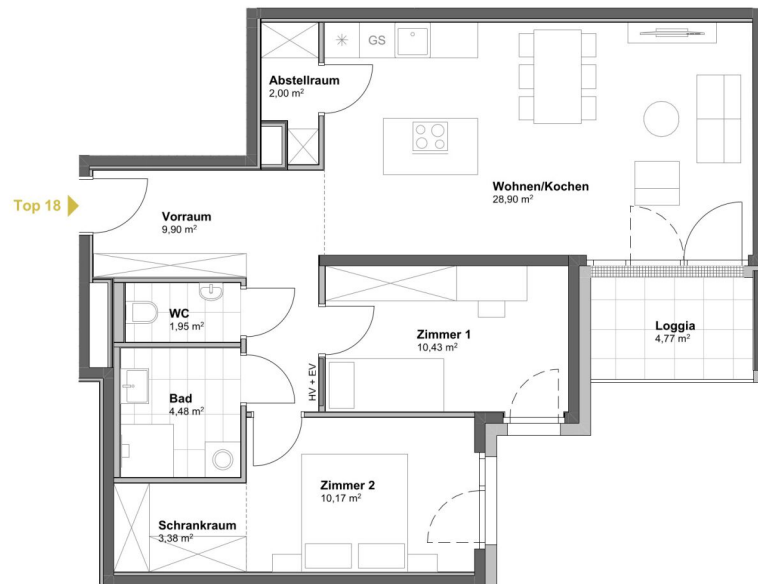 GS
Abstellraum
2,00 m²
Wohnen/Kochen
28,90 m²
Top 18
Vorraum
9,90 m²
WC
1,95 m²
Zimmer 1
10,43 m²
Loggia
4,77 m²
HV + EV
Bad
4,48 m²
Zimmer 2
10,17 m²
Schrankraum
3,38 m²